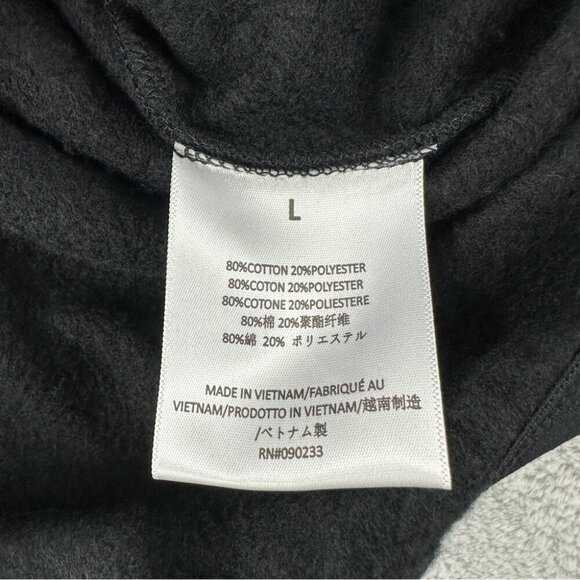 L
80%COTTON 20%POLYESTER
80%COTTON 20%POLYESTER
80%COTONE 20%POLIESTERE
80%棉 20%聚酯纤维
80%綿 20% ポリエステル
MADE IN VIETNAM/FABRIQUÉ AU
VIETNAM/PRODOTTO IN VIETNAM/越南制造
/ベトナム製
RN#090233